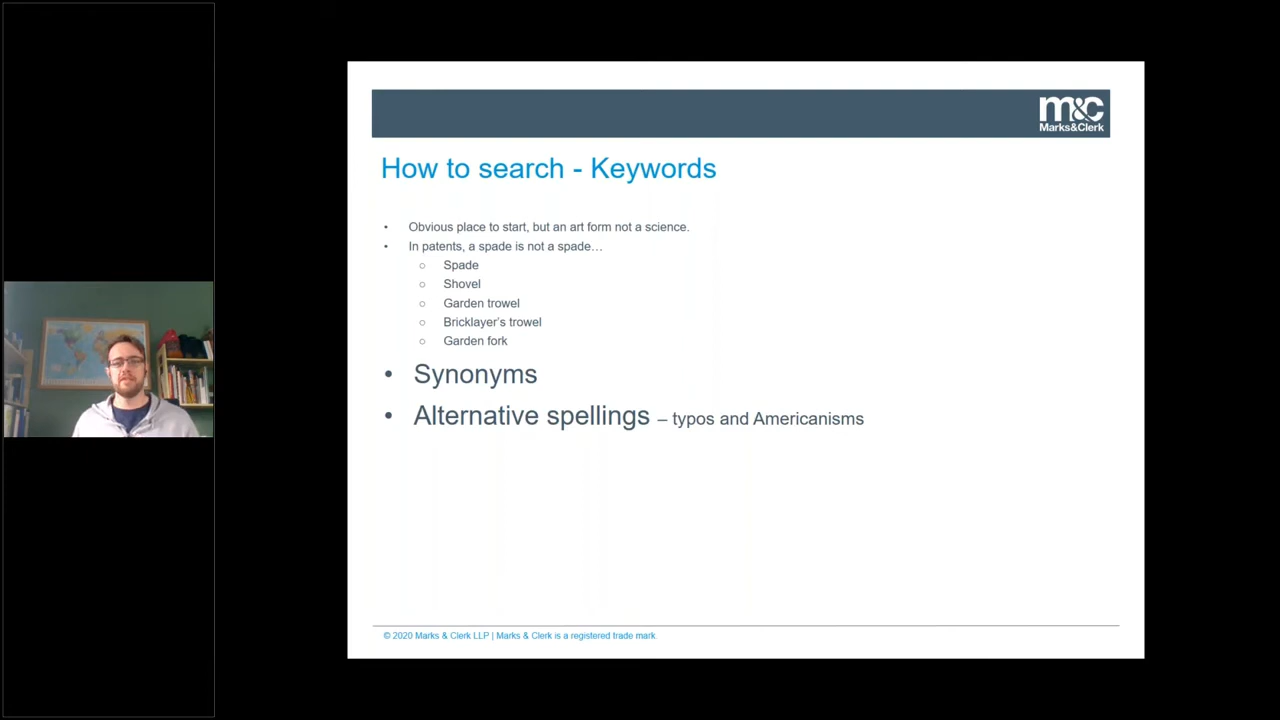 m&c
Marks&Clerk
How to search - Keywords
• Obvious place to start, but an art form not a science.
• In patents, a spade is not a spade…
○ Spade
○ Shovel
○ Garden trowel
○ Bricklayer's trowel
○ Garden fork
• Synonyms
• Alternative spellings – typos and Americanisms
© 2020 Marks & Clerk LLP | Marks & Clerk is a registered trade mark.